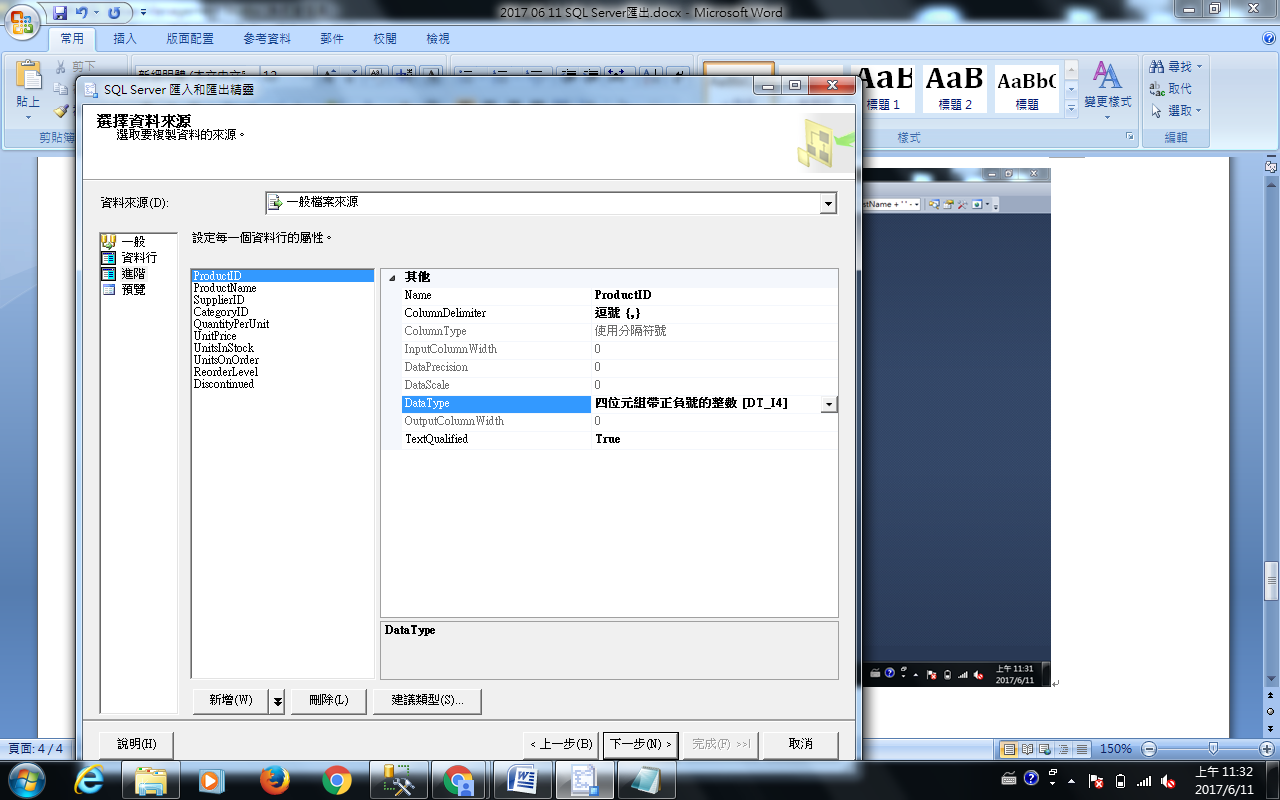 2017 06 11 SQL Server匯出.docx - Microsoft Word
常用 插入 版面配置 參考資料 郵件 校閱 檢視
貼上
剪下
剪貼簿
AaB
標題 1
AaB
標題 2
AaBbC
標題
變更樣式
樣式
尋找
取代
選取
編輯
SQL Server 匯入和匯出精靈
選擇資料來源
選取要複製資料的來源。
資料來源(D):
一般檔案來源
一般
資料行
進階
預覽
設定每一個資料行的屬性。
ProductID
ProductName
SupplierID
CategoryID
QuantityPerUnit
UnitPrice
UnitsInStock
UnitsOnOrder
ReorderLevel
Discontinued
其他
Name ProductID
ColumnDelimiter 逗號 {,}
ColumnType 使用分隔符號
InputColumnWidth 0
DataPrecision 0
DataScale 0
DataType 四位元組帶正負號的整數 [DT_I4]
OutputColumnWidth 0
TextQualified True
DataType
新增(W) 刪除(L) 建議類型(S)...
說明(H) < 上一步(B) 下一步(N) > 完成(F) >>| 取消
stName + ' '
上午 11:31
2017/6/11
頁面: 4 / 4
150%
上午 11:32
2017/6/11